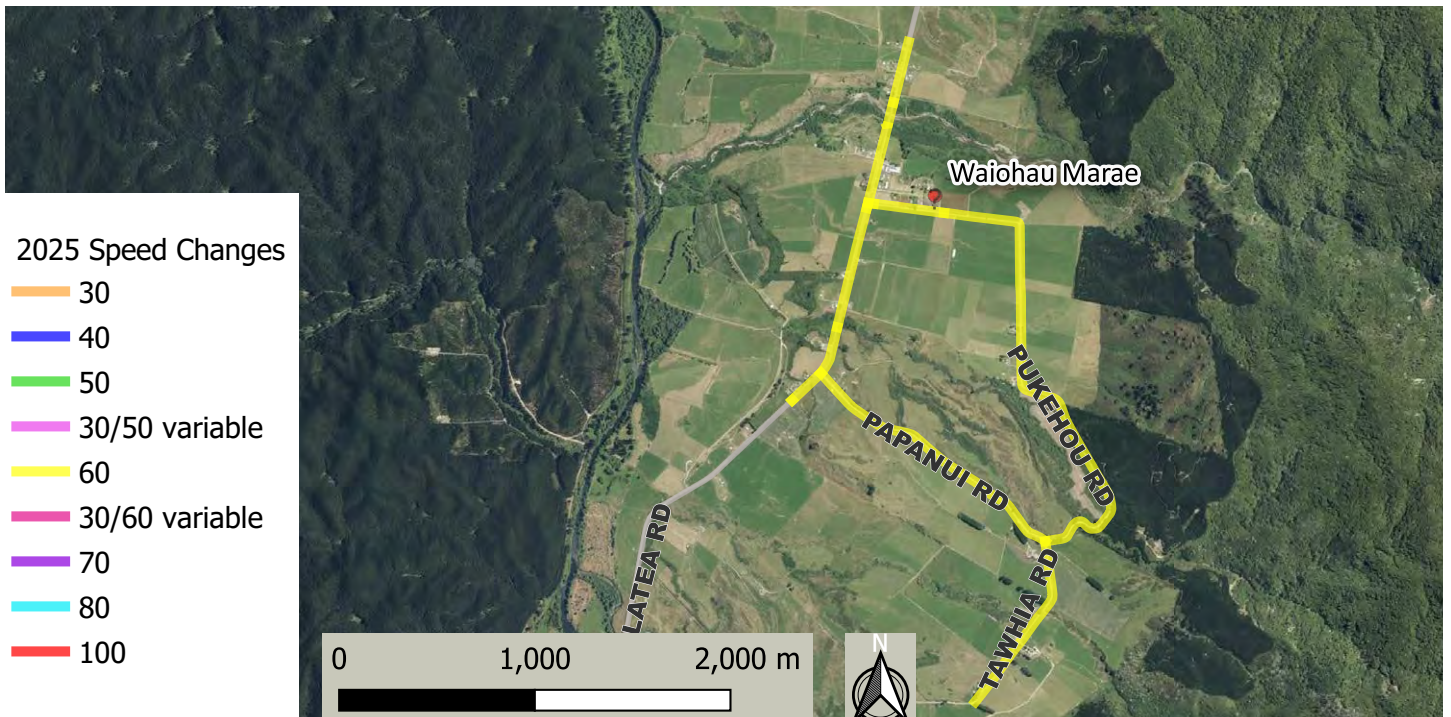 Waiohau Marae
2025 Speed Changes
30
40
50
30/50 variable
60
30/60 variable
70
80
100
PUKEHOU RD
PAPANUI RD
LATEA RD
TAWHIA RD
0 1,000 2,000 m
N